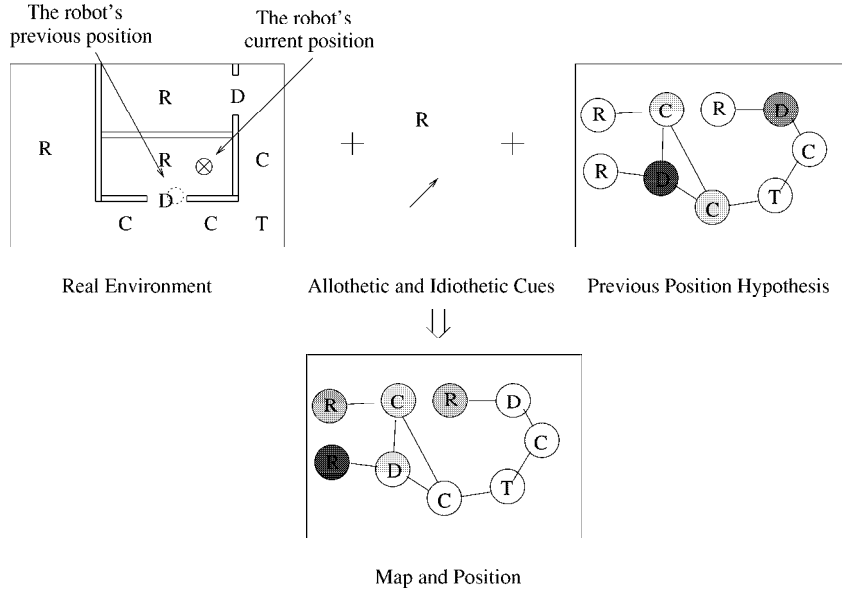 The robot's
previous position
The robot's
current position
R
D
R
R
C
D
C
C
T
R
R
C
R
D
R
D
C
C
T
Real Environment
Allothetic and Idiothetic Cues
Previous Position Hypothesis
R
C
R
D
R
D
C
C
T
Map and Position